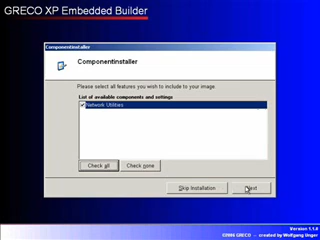 GRECO XP Embedded Builder
Componentinstaller
Componentinstaller
Please select all features you wish to include to your image.
List of available components and settings
Network Utilities
Check all
Check none
Skip Installation
Next
Version 1.1.0
©2006 GRECO -- created by Wolfgang Unger